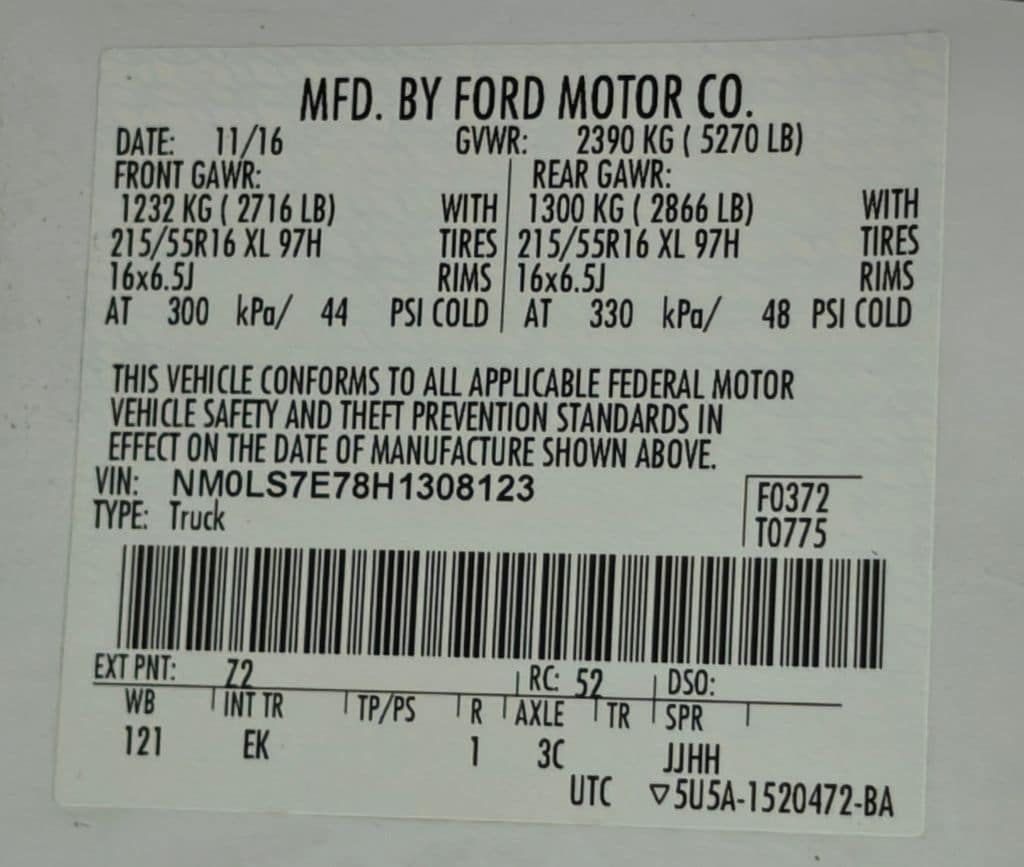 MFD. BY FORD MOTOR CO.
DATE: 11/16 GVWR: 2390 KG ( 5270 LB)
FRONT GAWR: REAR GAWR:
1232 KG ( 2716 LB) WITH 1300 KG ( 2866 LB) WITH
215/55R16 XL 97H TIRES 215/55R16 XL 97H TIRES
16x6.5J RIMS 16x6.5J RIMS
AT 300 kPa/ 44 PSI COLD AT 330 kPa/ 48 PSI COLD
THIS VEHICLE CONFORMS TO ALL APPLICABLE FEDERAL MOTOR
VEHICLE SAFETY AND THEFT PREVENTION STANDARDS IN
EFFECT ON THE DATE OF MANUFACTURE SHOWN ABOVE.
VIN: NM0LS7E78H1308123
F0372
TYPE: Truck
T0775
EXT PNT: Z2 RC: 52 DSO:
WB INT TR TP/PS R AXLE TR SPR
121 EK 1 3C JJHH
UTC ▽5U5A-1520472-BA